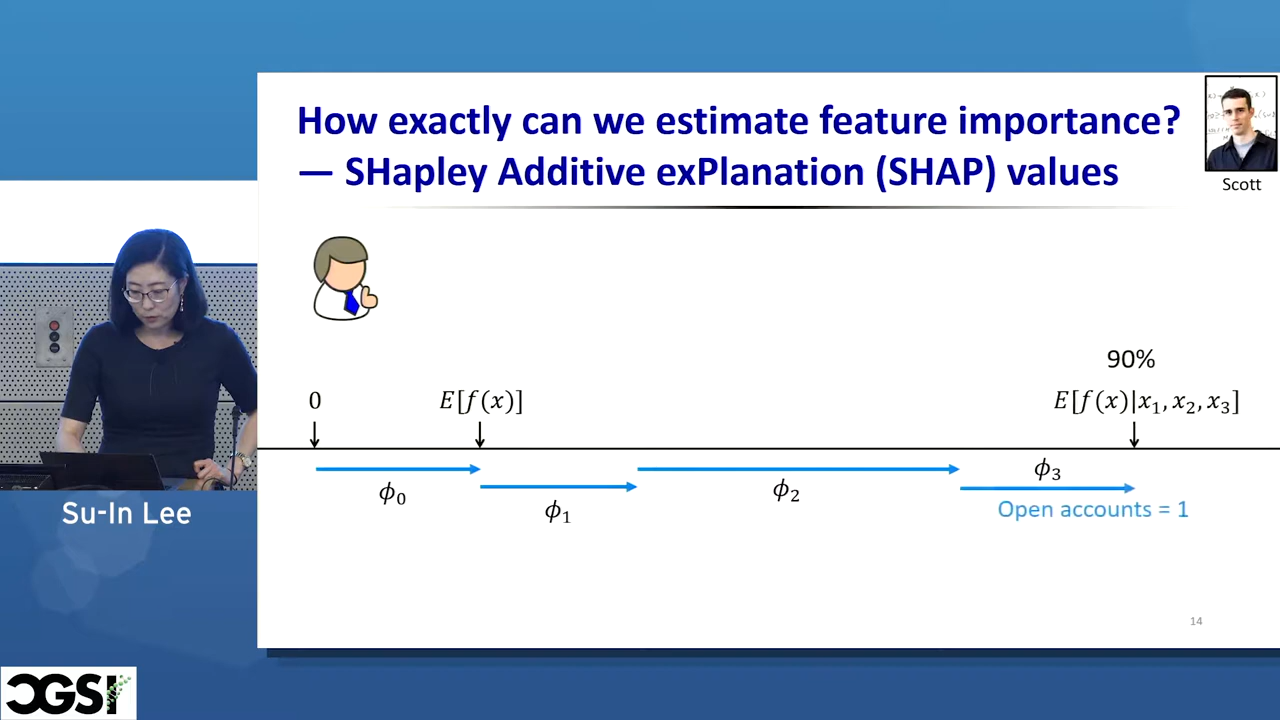 How exactly can we estimate feature importance?
— SHapley Additive exPlanation (SHAP) values
Scott
90%
0
E[f(x)]
E[f(x)|x₁, x₂, x₃]
ϕ₀
ϕ₁
ϕ₂
ϕ₃
Open accounts = 1
Su-In Lee
14
CGSI